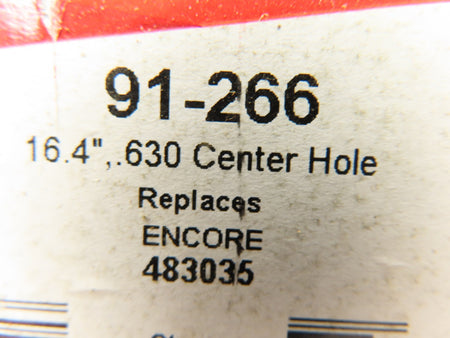 91-266
16.4",.630 Center Hole
Replaces
ENCORE
483035